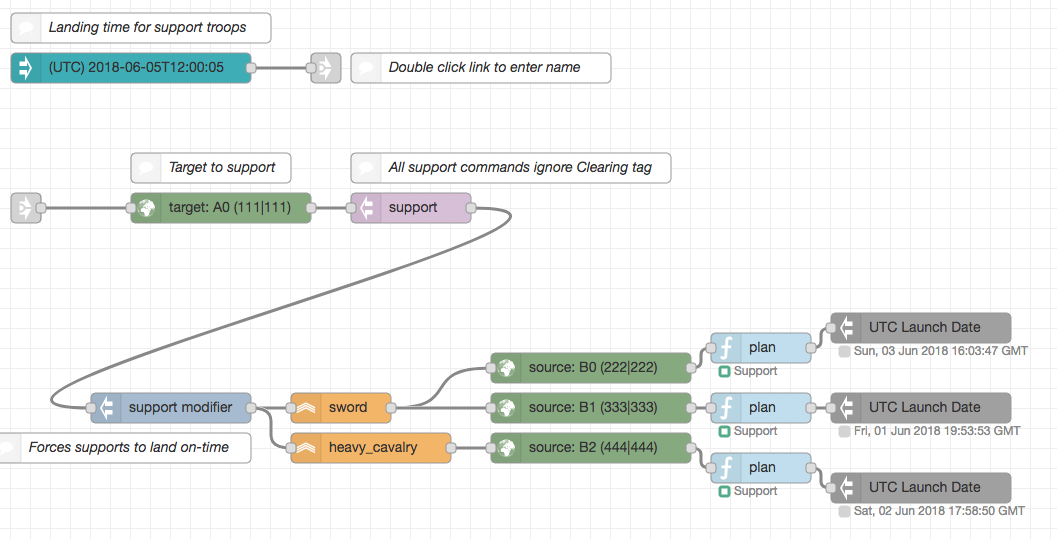 Landing time for support troops
(UTC) 2018-06-05T12:00:05
Double click link to enter name
Target to support
All support commands ignore Clearing tag
target: A0 (111|111)
support
UTC Launch Date
plan
Sun, 03 Jun 2018 16:03:47 GMT
source: B0 (222|222)
Support
support modifier
sword
source: B1 (333|333)
plan
UTC Launch Date
Support
Fri, 01 Jun 2018 19:53:53 GMT
Forces supports to land on-time
heavy_cavalry
source: B2 (444|444)
plan
UTC Launch Date
Support
Sat, 02 Jun 2018 17:58:50 GMT